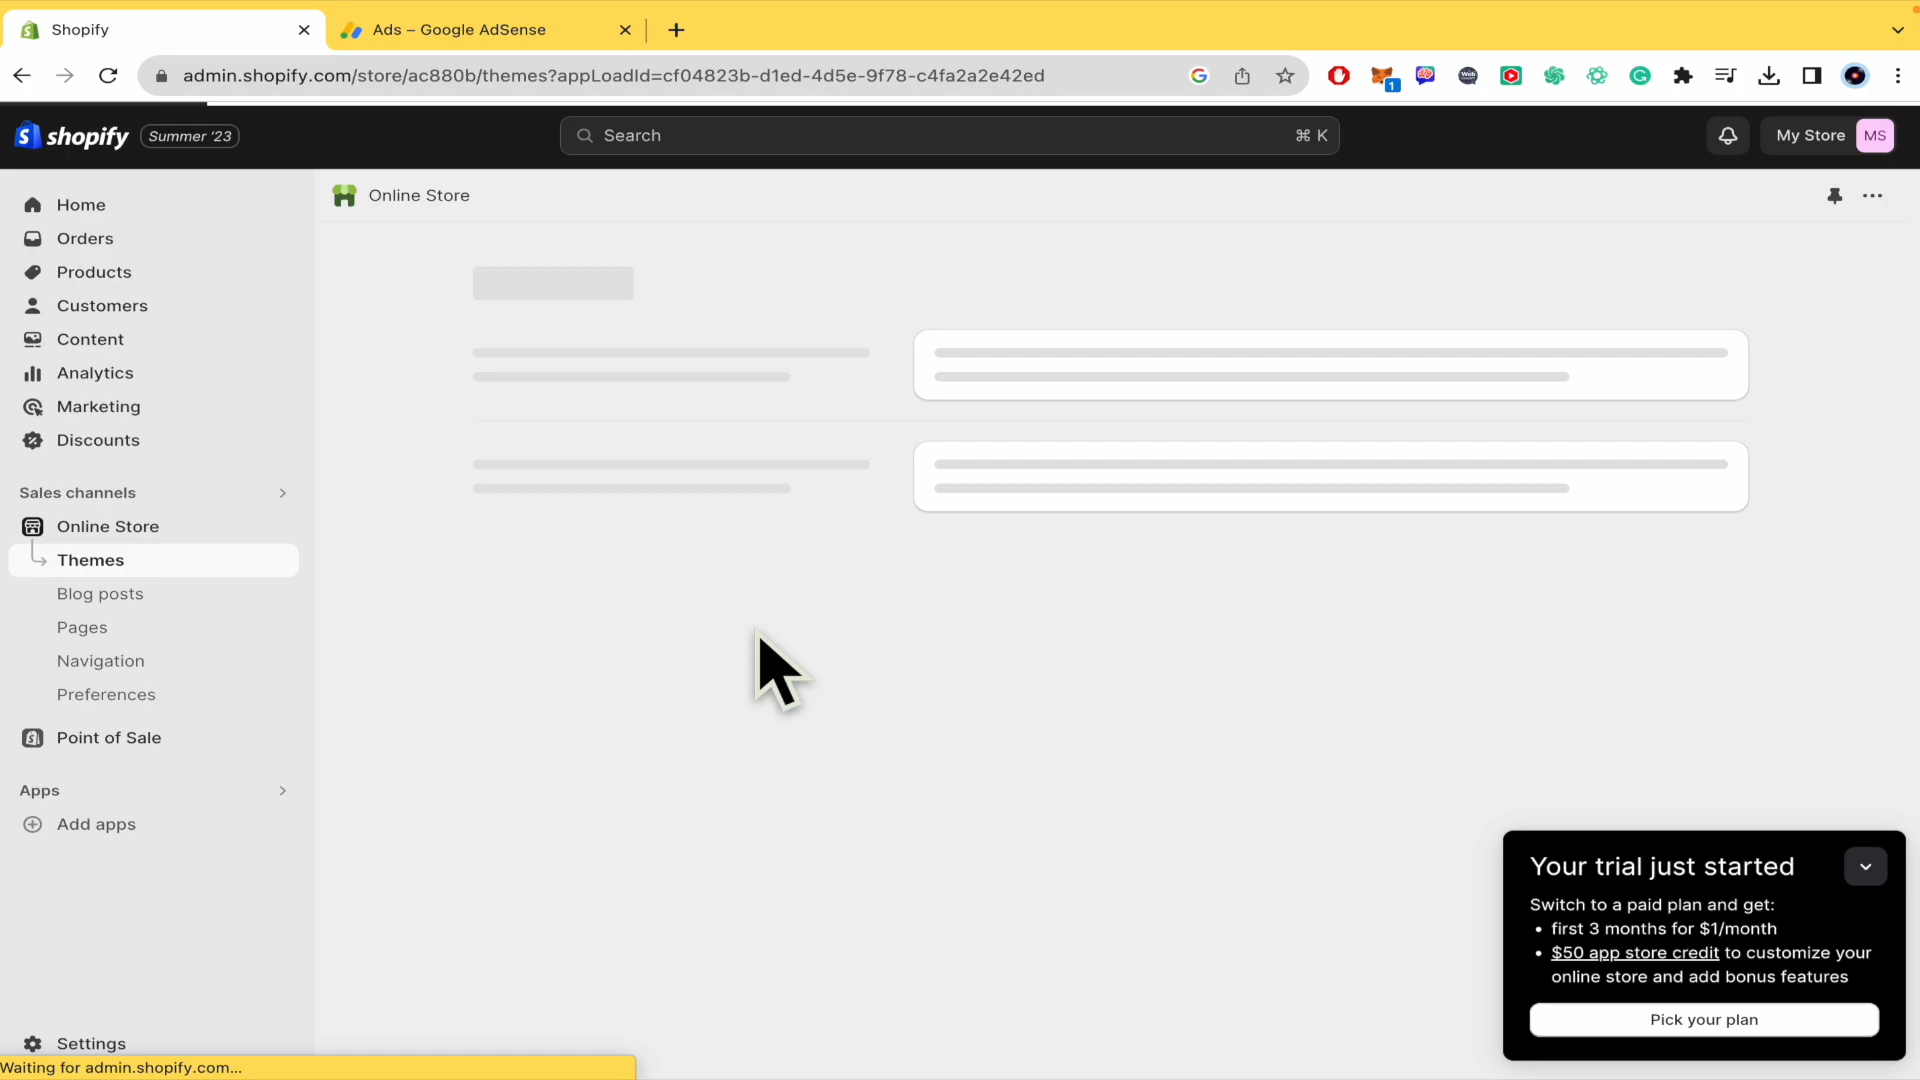 Shopify
Ads – Google AdSense
admin.shopify.com/store/ac880b/themes?appLoadId=cf04823b-d1ed-4d5e-9f78-c4fa2a2e42ed
1
shopify
Summer '23
Search
⌘ K
My Store
MS
Home
Orders
Products
Customers
Content
Analytics
Marketing
Discounts
Sales channels
Online Store
Themes
Blog posts
Pages
Navigation
Preferences
Point of Sale
Apps
Add apps
Settings
Waiting for admin.shopify.com...
Online Store
Your trial just started
Switch to a paid plan and get:
• first 3 months for $1/month
• $50 app store credit to customize your
online store and add bonus features
Pick your plan